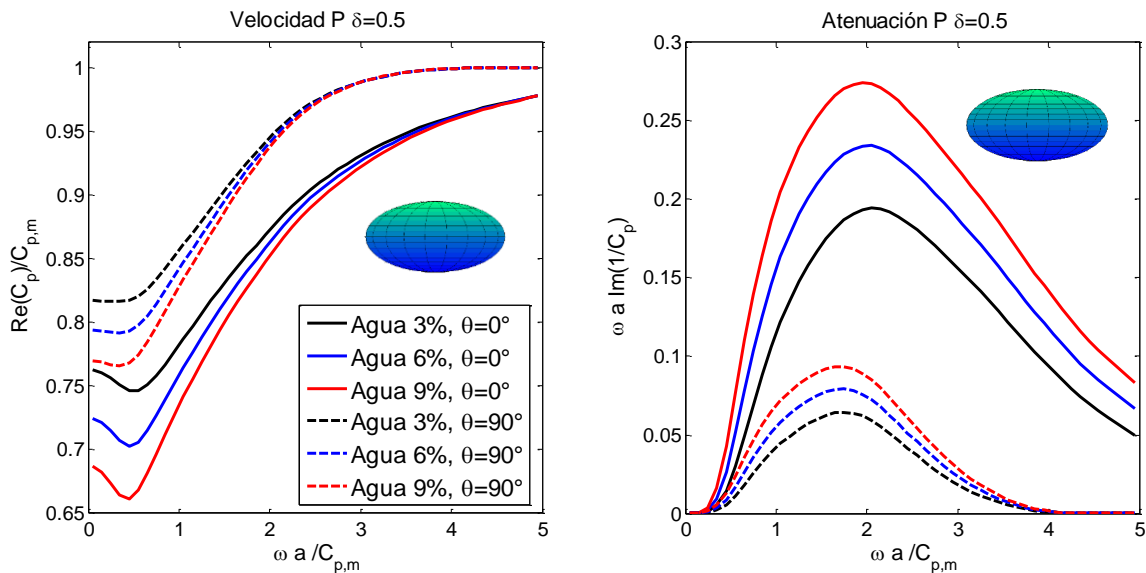 Velocidad P δ=0.5
Re(C_p)/C_{p,m}
1
0.95
0.9
0.85
0.8
0.75
0.7
0.65
0 1 2 3 4 5
ω a /C_{p,m}
Agua 3%, θ=0°
Agua 6%, θ=0°
Agua 9%, θ=0°
Agua 3%, θ=90°
Agua 6%, θ=90°
Agua 9%, θ=90°
Atenuación P δ=0.5
ω a Im(1/C_p)
0.3
0.25
0.2
0.15
0.1
0.05
0
0 1 2 3 4 5
ω a /C_{p,m}